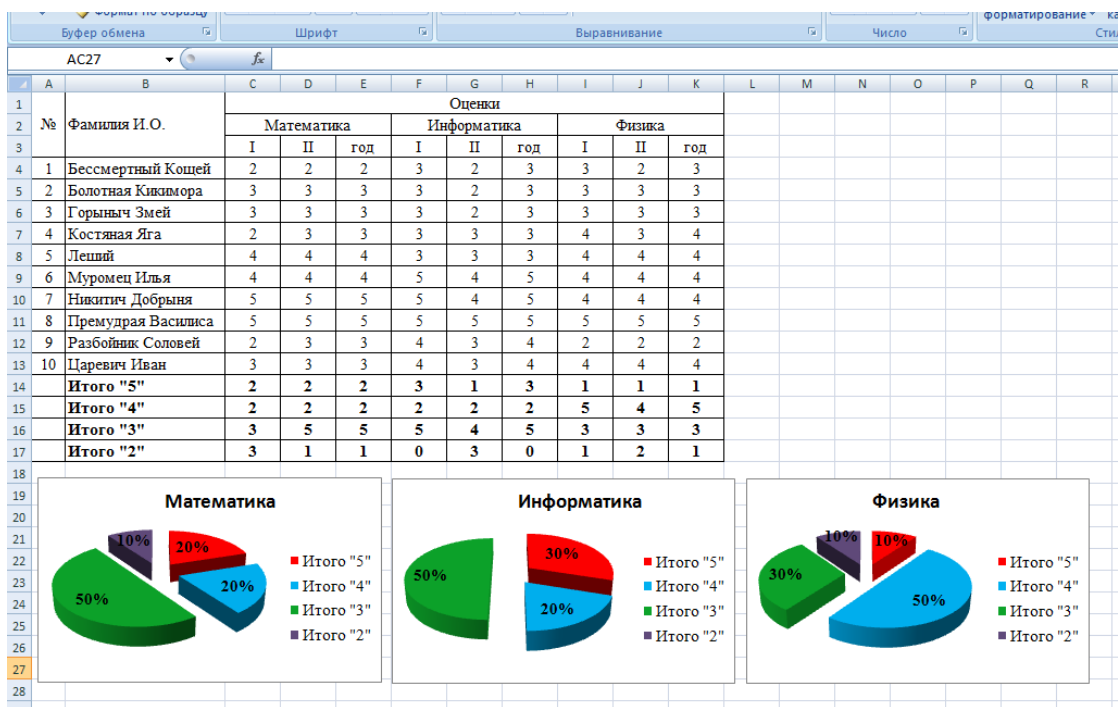 Формат по образцу
Буфер обмена Шрифт Выравнивание Число форматирование
AC27 fx
A B C D E F G H I J K L M N O P Q R
1 Оценки
2 № Фамилия И.О. Математика Информатика Физика
3 I II год I II год I II год
4 1 Бессмертный Кощей 2 2 2 3 2 3 3 2 3
5 2 Болотная Кикимора 3 3 3 3 2 3 3 3 3
6 3 Горыныч Змей 3 3 3 3 2 3 3 3 3
7 4 Костяная Яга 2 3 3 3 3 3 4 3 4
8 5 Леший 4 4 4 3 3 3 4 4 4
9 6 Муромец Илья 4 4 4 5 4 5 4 4 4
10 7 Никитич Добрыня 5 5 5 5 4 5 4 4 4
11 8 Премудрая Василиса 5 5 5 5 5 5 5 5 5
12 9 Разбойник Соловей 2 3 3 4 3 4 2 2 2
13 10 Царевич Иван 3 3 3 4 3 4 4 4 4
14 Итого "5" 2 2 2 3 1 3 1 1 1
15 Итого "4" 2 2 2 2 2 2 5 4 5
16 Итого "3" 3 5 5 5 4 5 3 3 3
17 Итого "2" 3 1 1 0 3 0 1 2 1
18
19
20
21
22
23
24
25
26
27
28
Математика
10% 20%
20%
50%
Итого "5"
Итого "4"
Итого "3"
Итого "2"
Информатика
30%
50%
20%
Итого "5"
Итого "4"
Итого "3"
Итого "2"
Физика
10% 10%
30%
50%
Итого "5"
Итого "4"
Итого "3"
Итого "2"